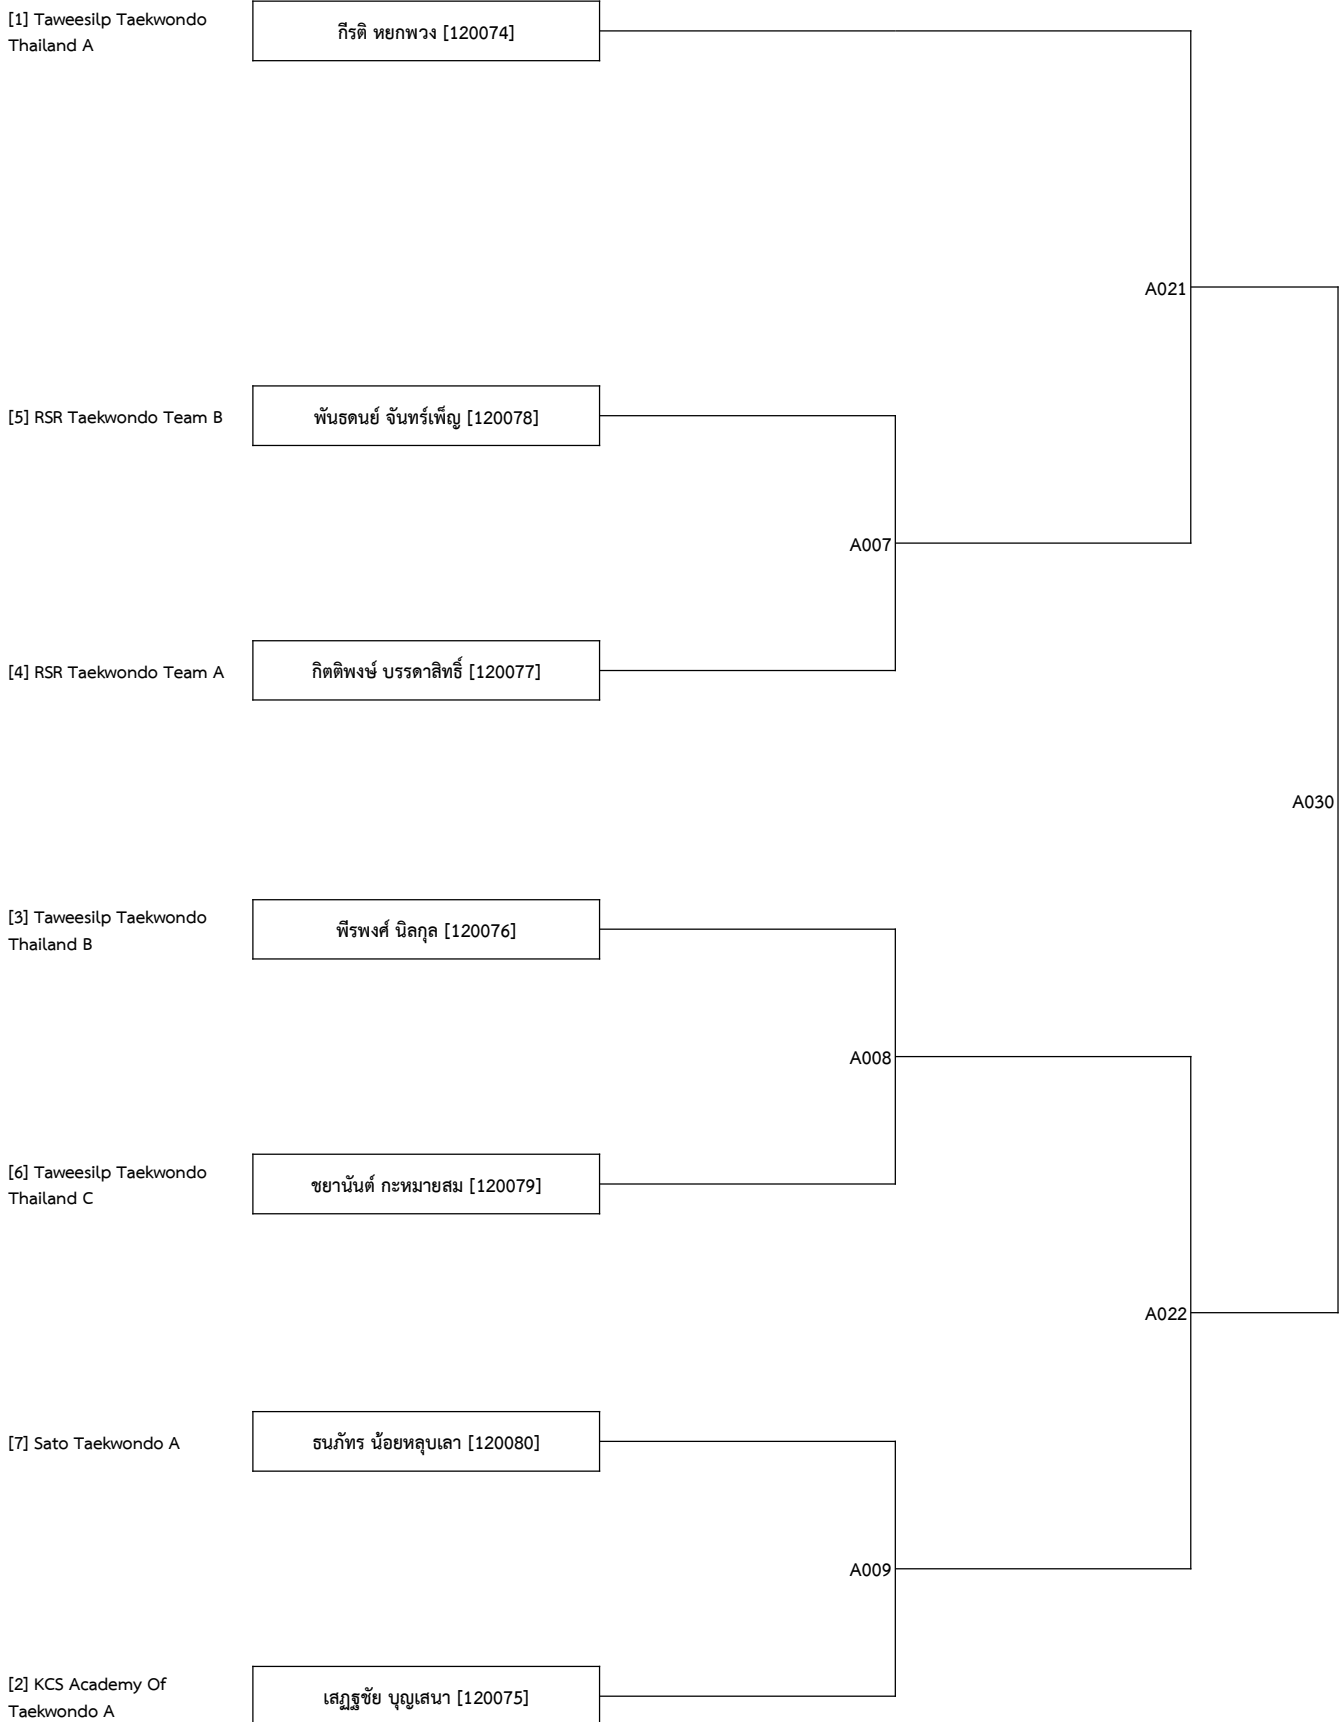 [1] Taweesilp Taekwondo
Thailand A
กีรติ หยกพวง [120074]
A021
[5] RSR Taekwondo Team B
พันธดนย์ จันทร์เพ็ญ [120078]
A007
[4] RSR Taekwondo Team A
กิตติพงษ์ บรรดาสิทธิ์ [120077]
A030
[3] Taweesilp Taekwondo
Thailand B
พีรพงศ์ นิลกุล [120076]
A008
[6] Taweesilp Taekwondo
Thailand C
ชยานันต์ กะหมายสม [120079]
A022
[7] Sato Taekwondo A
ธนภัทร น้อยหลุบเลา [120080]
A009
[2] KCS Academy Of
Taekwondo A
เสฏฐชัย บุญเสนา [120075]